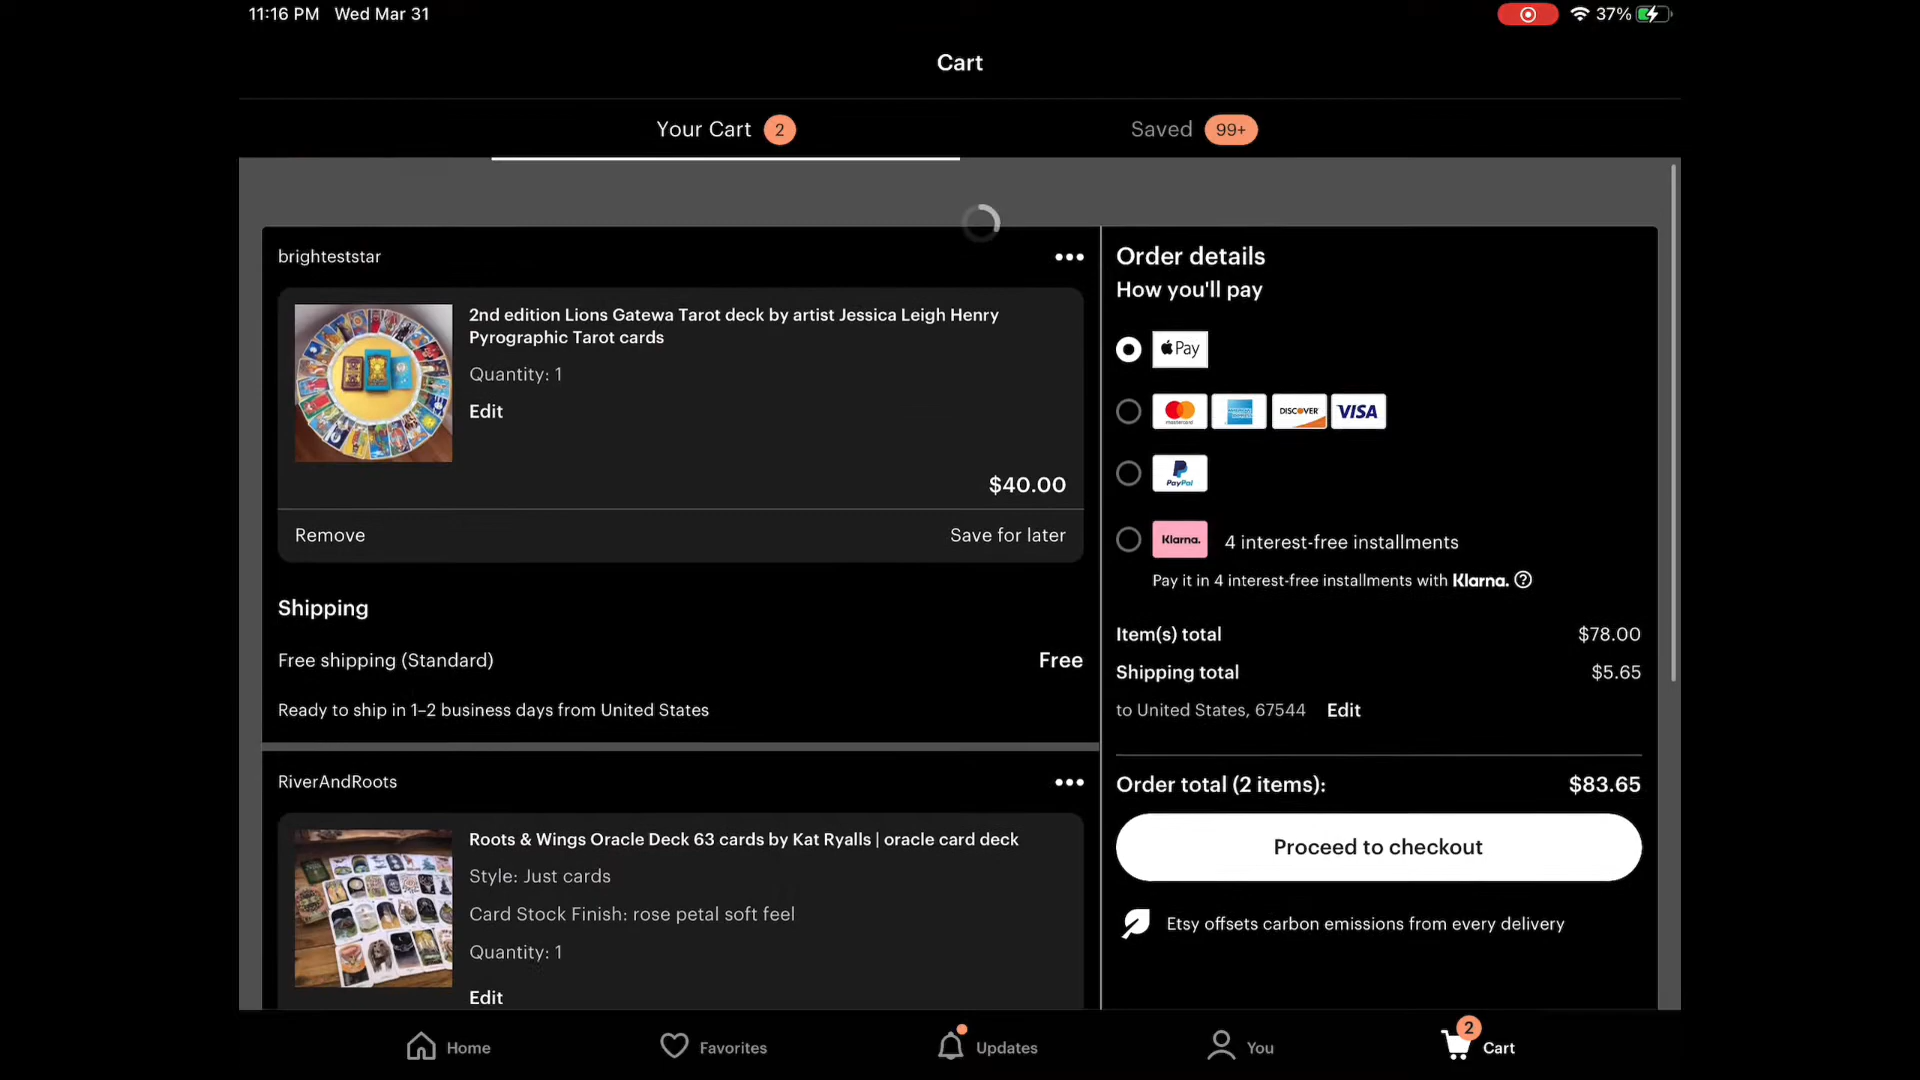 11:16 PM Wed Mar 31
37%
Cart
Your Cart 2
Saved 99+
brighteststar
2nd edition Lions Gatewa Tarot deck by artist Jessica Leigh Henry
Pyrographic Tarot cards
Quantity: 1
Edit
$40.00
Remove
Save for later
Shipping
Free shipping (Standard)
Free
Ready to ship in 1–2 business days from United States
RiverAndRoots
Roots & Wings Oracle Deck 63 cards by Kat Ryalls | oracle card deck
Style: Just cards
Card Stock Finish: rose petal soft feel
Quantity: 1
Edit
Order details
How you'll pay
Pay
mastercard
DISCOVER
VISA
PayPal
Klarna. 4 interest-free installments
Pay it in 4 interest-free installments with Klarna. ?
Item(s) total $78.00
Shipping total $5.65
to United States, 67544 Edit
Order total (2 items): $83.65
Proceed to checkout
Etsy offsets carbon emissions from every delivery
Home
Favorites
Updates
You
2
Cart